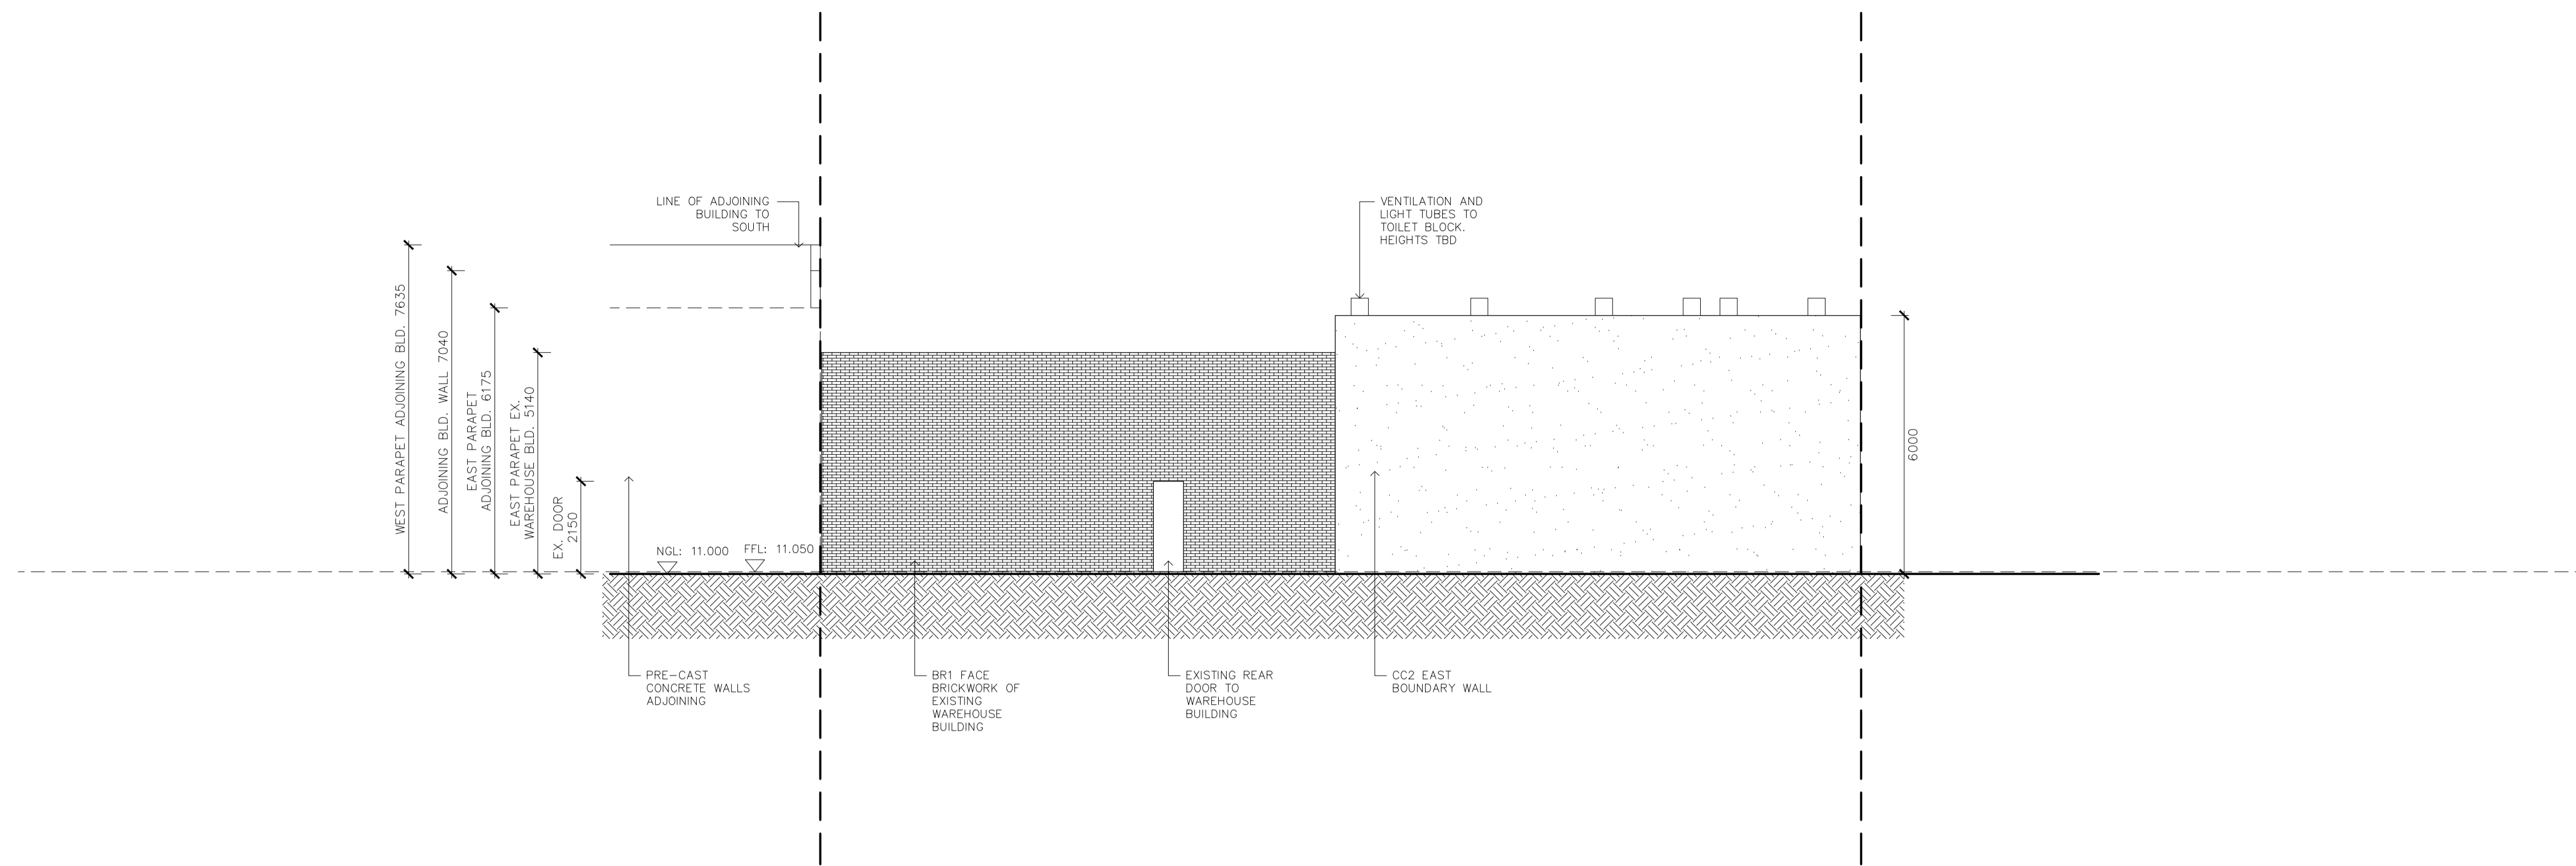 LINE OF ADJOINING
BUILDING TO
SOUTH
VENTILATION AND
LIGHT TUBES TO
TOILET BLOCK.
HEIGHTS TBD
WEST PARAPET ADJOINING BLD. 7635
ADJOINING BLD. WALL 7040
EAST PARAPET
ADJOINING BLD. 6175
EAST PARAPET EX.
WAREHOUSE BLD. 5140
EX. DOOR
2150
NGL: 11.000
FFL: 11.050
6000
PRE-CAST
CONCRETE WALLS
ADJOINING
BR1 FACE
BRICKWORK OF
EXISTING
WAREHOUSE
BUILDING
EXISTING REAR
DOOR TO
WAREHOUSE
BUILDING
CC2 EAST
BOUNDARY WALL